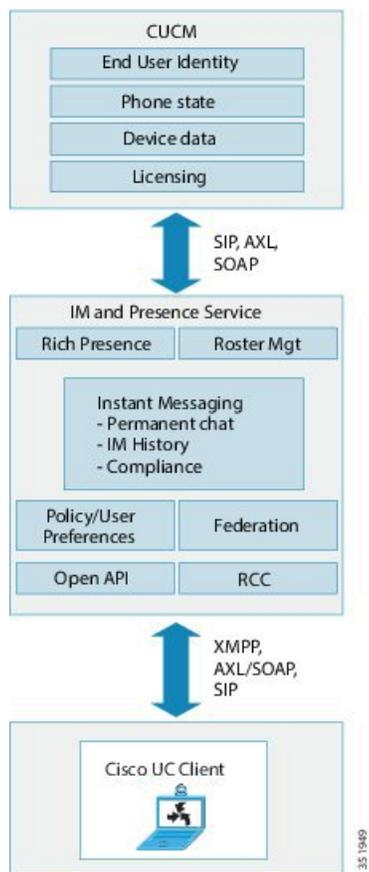 CUCM
End User Identity
Phone state
Device data
Licensing
SIP, AXL,
SOAP
IM and Presence Service
Rich Presence
Roster Mgt
Instant Messaging
- Permanent chat
- IM History
- Compliance
Policy/User
Preferences
Federation
Open API
RCC
XMPP,
AXL/SOAP,
SIP
Cisco UC Client
351949